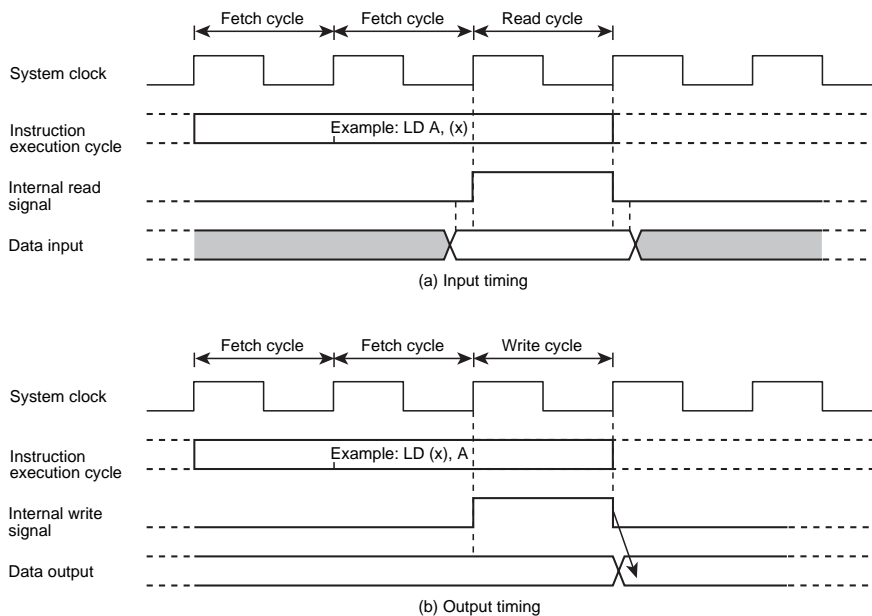 Fetch cycle Fetch cycle Read cycle
System clock
Instruction
execution cycle
Example: LD A, (x)
Internal read
signal
Data input
(a) Input timing
Fetch cycle Fetch cycle Write cycle
System clock
Instruction
execution cycle
Example: LD (x), A
Internal write
signal
Data output
(b) Output timing